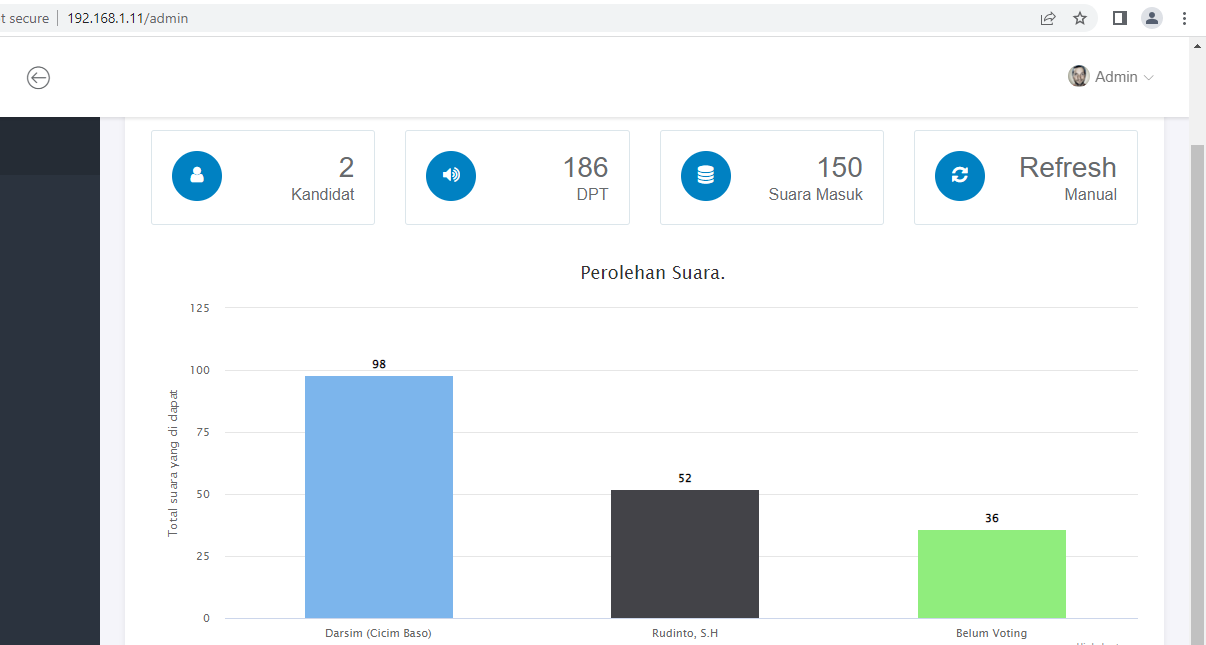 t secure
192.168.1.11/admin
Admin
2
Kandidat
186
DPT
150
Suara Masuk
Refresh
Manual
Perolehan Suara.
Total suara yang di dapat
125
100
75
50
25
0
98
52
36
Darsim (Cicim Baso)
Rudinto, S.H
Belum Voting